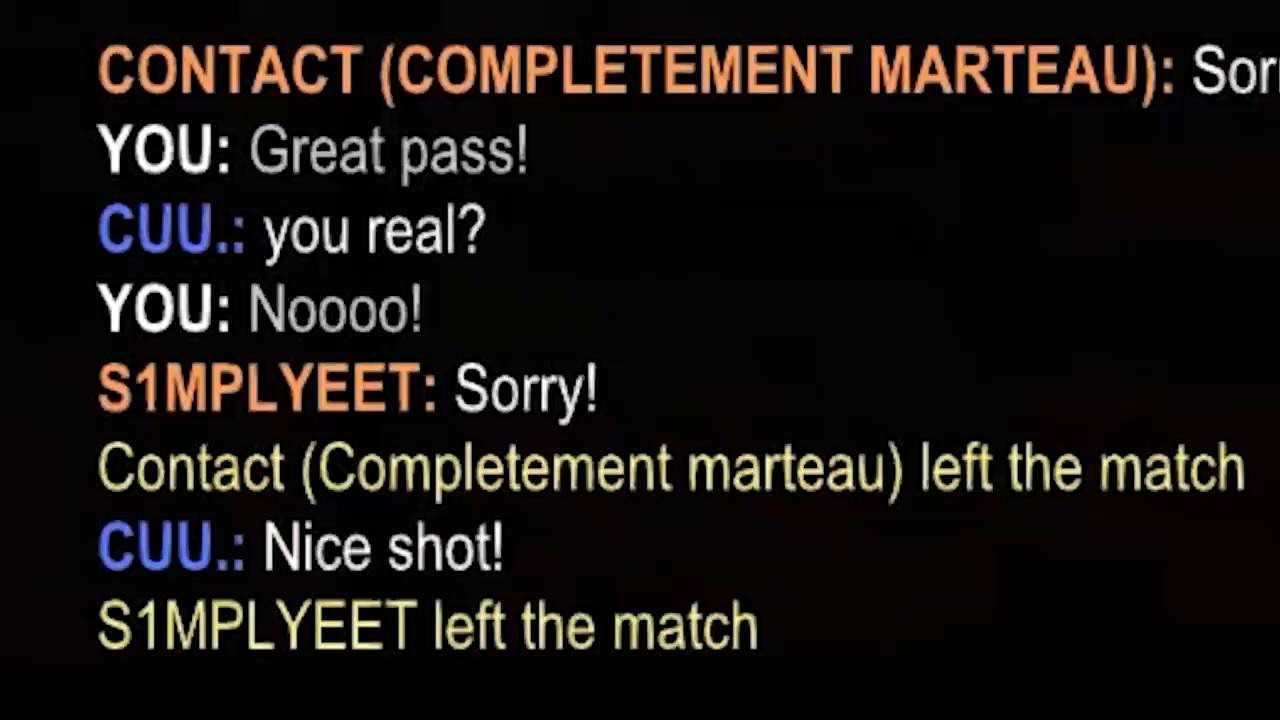 CONTACT (COMPLETEMENT MARTEAU):
YOU: Great pass!
CUU.: you real?
YOU: Noooo!
S1MPLYEET: Sorry!
Contact (Completement marteau) left the match
CUU.: Nice shot!
S1MPLYEET left the match